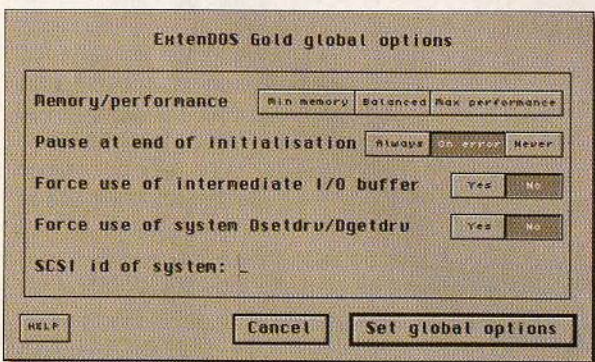 ExtenDOS Gold global options
Memory/performance Min memory Balanced Max performance
Pause at end of initialisation Always On error Never
Force use of intermediate I/O buffer Yes No
Force use of system Dsetdrv/Dgetdrv Yes No
SCSI id of system: _
HELP Cancel Set global options